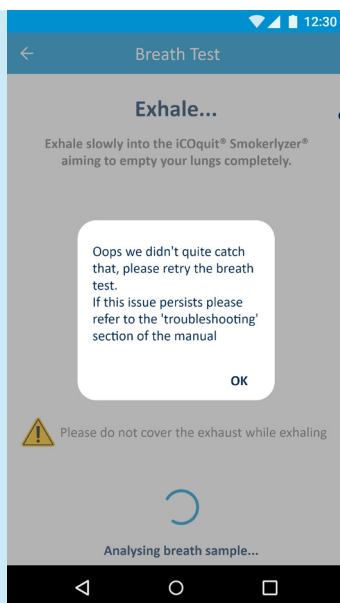 12:30
Breath Test
Exhale...
Exhale slowly into the iCOquit® Smokerlyzer®
aiming to empty your lungs completely.
Oops we didn't quite catch
that, please retry the breath
test.
If this issue persists please
refer to the 'troubleshooting'
section of the manual
OK
Please do not cover the exhaust while exhaling
Analysing breath sample...